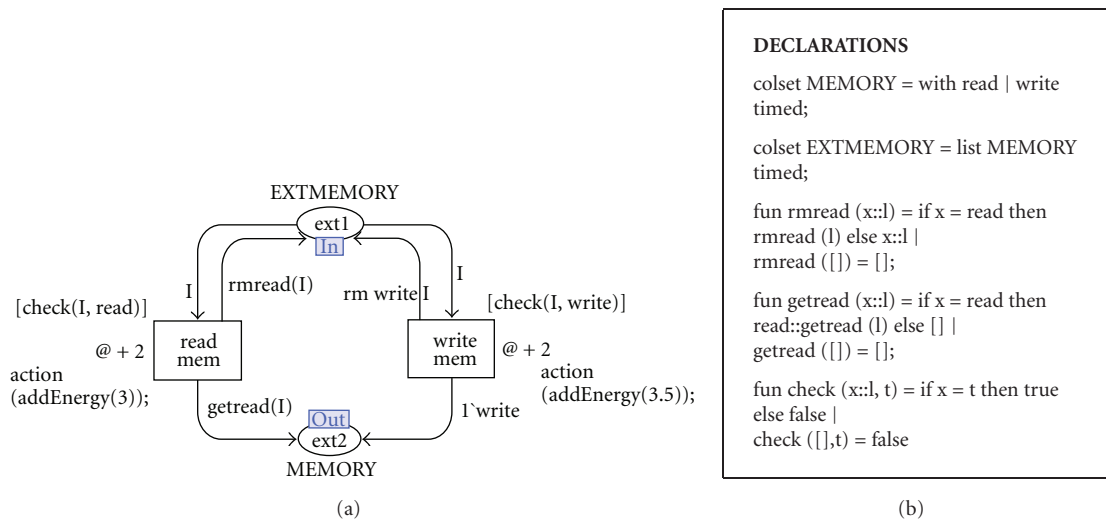 EXTMEMORY
ext1
In
I
rmread(I)
rm write I
I
[check(I, read)]
[check(I, write)]
@ + 2
read
mem
write
mem
@ + 2
action
(addEnergy(3));
action
(addEnergy(3.5));
getread(I)
1`write
Out
ext2
MEMORY
(a)
DECLARATIONS
colset MEMORY = with read | write
timed;
colset EXTMEMORY = list MEMORY
timed;
fun rmread (x::l) = if x = read then
rmread (l) else x::l |
rmread ([]) = [];
fun getread (x::l) = if x = read then
read::getread (l) else [] |
getread ([]) = [];
fun check (x::l, t) = if x = t then true
else false |
check ([],t) = false
(b)